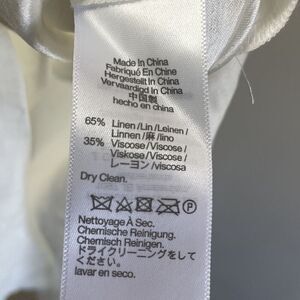 Made In China
Fabriqué En Chine
Hergestellt in China
Vervaardigd In China
中国製
hecho en china
65% Linen/Lin/Leinen/
Linnen/麻/lino
35% Viscose/Viscose/
Viskose/Viscose/
レーヨン/viscosa
Dry Clean.
P
Nettoyage À Sec.
Chemisch Reinigen.
Chemisch Reinigen.
ドライクリーニングをして
ください。
lavar en seco.